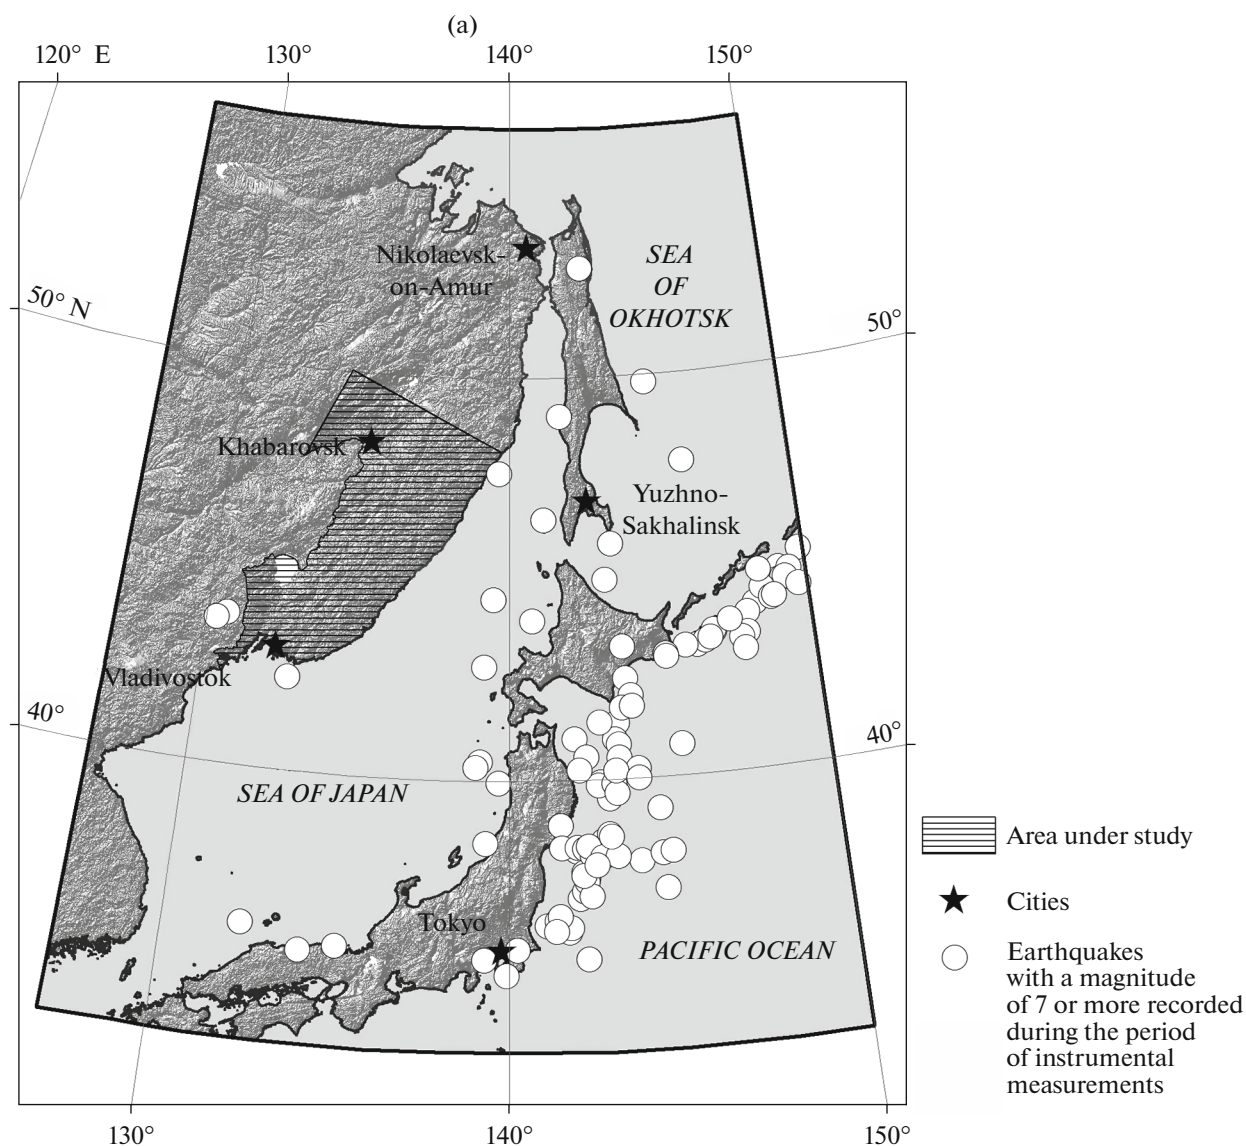 (a)
120° E
130°
140°
150°
SEA
OF
OKHOTSK
Nikolaevsk-
on-Amur
50° N
50°
Khabarovsk
Yuzhno-
Sakhalinsk
Vladivostok
40°
40°
SEA OF JAPAN
Area under study
Cities
Tokyo
PACIFIC OCEAN
Earthquakes
with a magnitude
of 7 or more recorded
during the period
of instrumental
measurements
130°
140°
150°